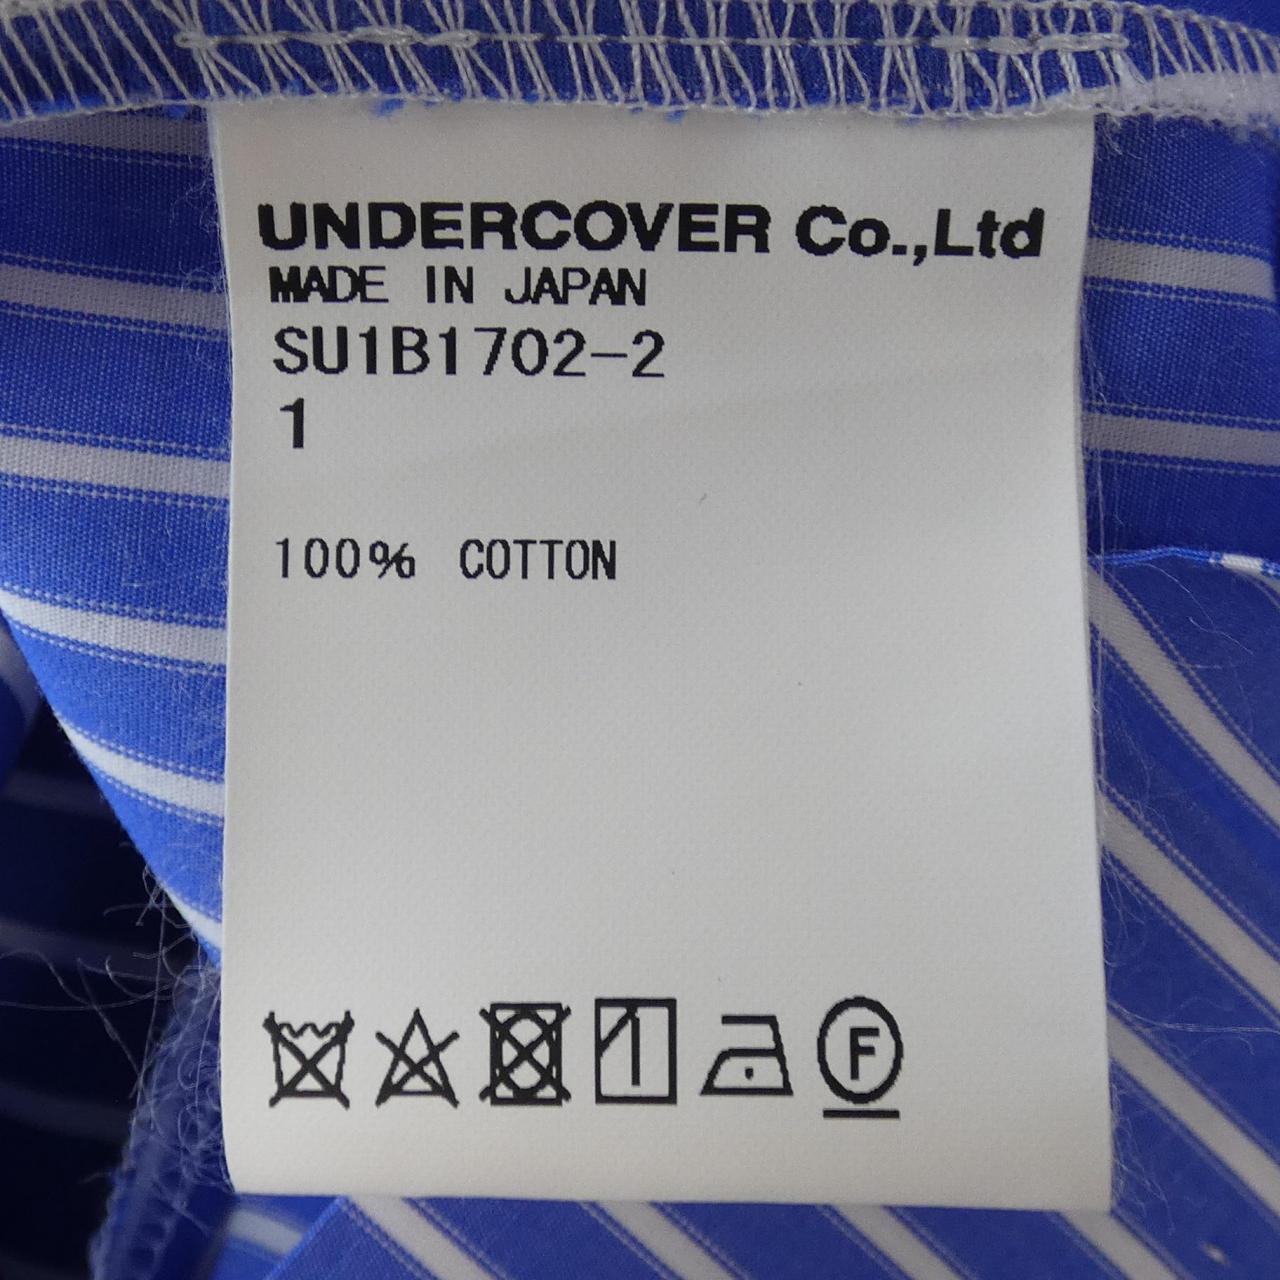 UNDERCOVER Co.,Ltd
MADE IN JAPAN
SU1B1702-2
1
100% COTTON
F